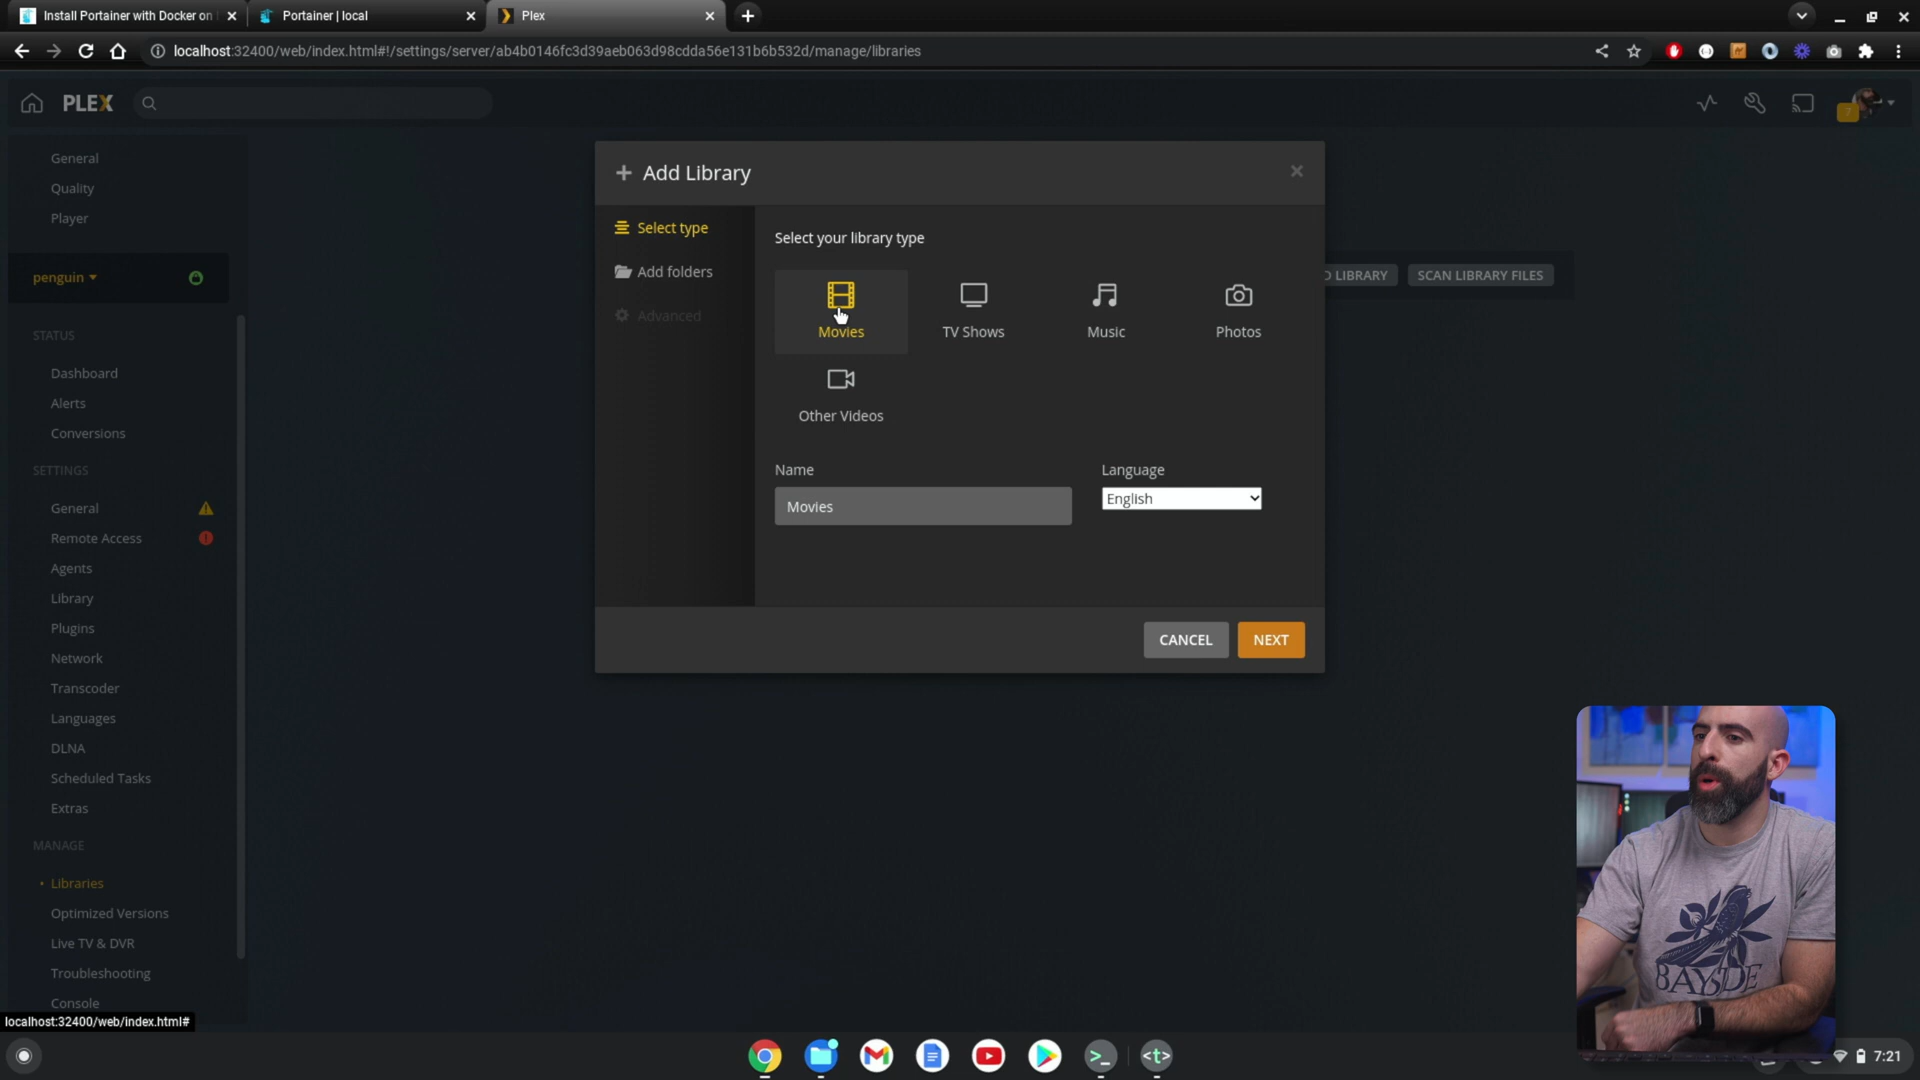 Install Portainer with Docker on
Portainer | local
Plex
localhost:32400/web/index.html#!/settings/server/ab4b0146fc3d39aeb063d98cdda56e131b6b532d/manage/libraries
PLEX
General
Quality
Player
penguin
STATUS
Dashboard
Alerts
Conversions
SETTINGS
General
Remote Access
Agents
Library
Plugins
Network
Transcoder
Languages
DLNA
Scheduled Tasks
Extras
MANAGE
Libraries
Optimized Versions
Live TV & DVR
Troubleshooting
Console
localhost:32400/web/index.html#
+ Add Library
Select type
Add folders
Advanced
Select your library type
Movies
TV Shows
Music
Photos
Other Videos
Name
Language
Movies
English
CANCEL
NEXT
D LIBRARY
SCAN LIBRARY FILES
BAYSDE
7:21